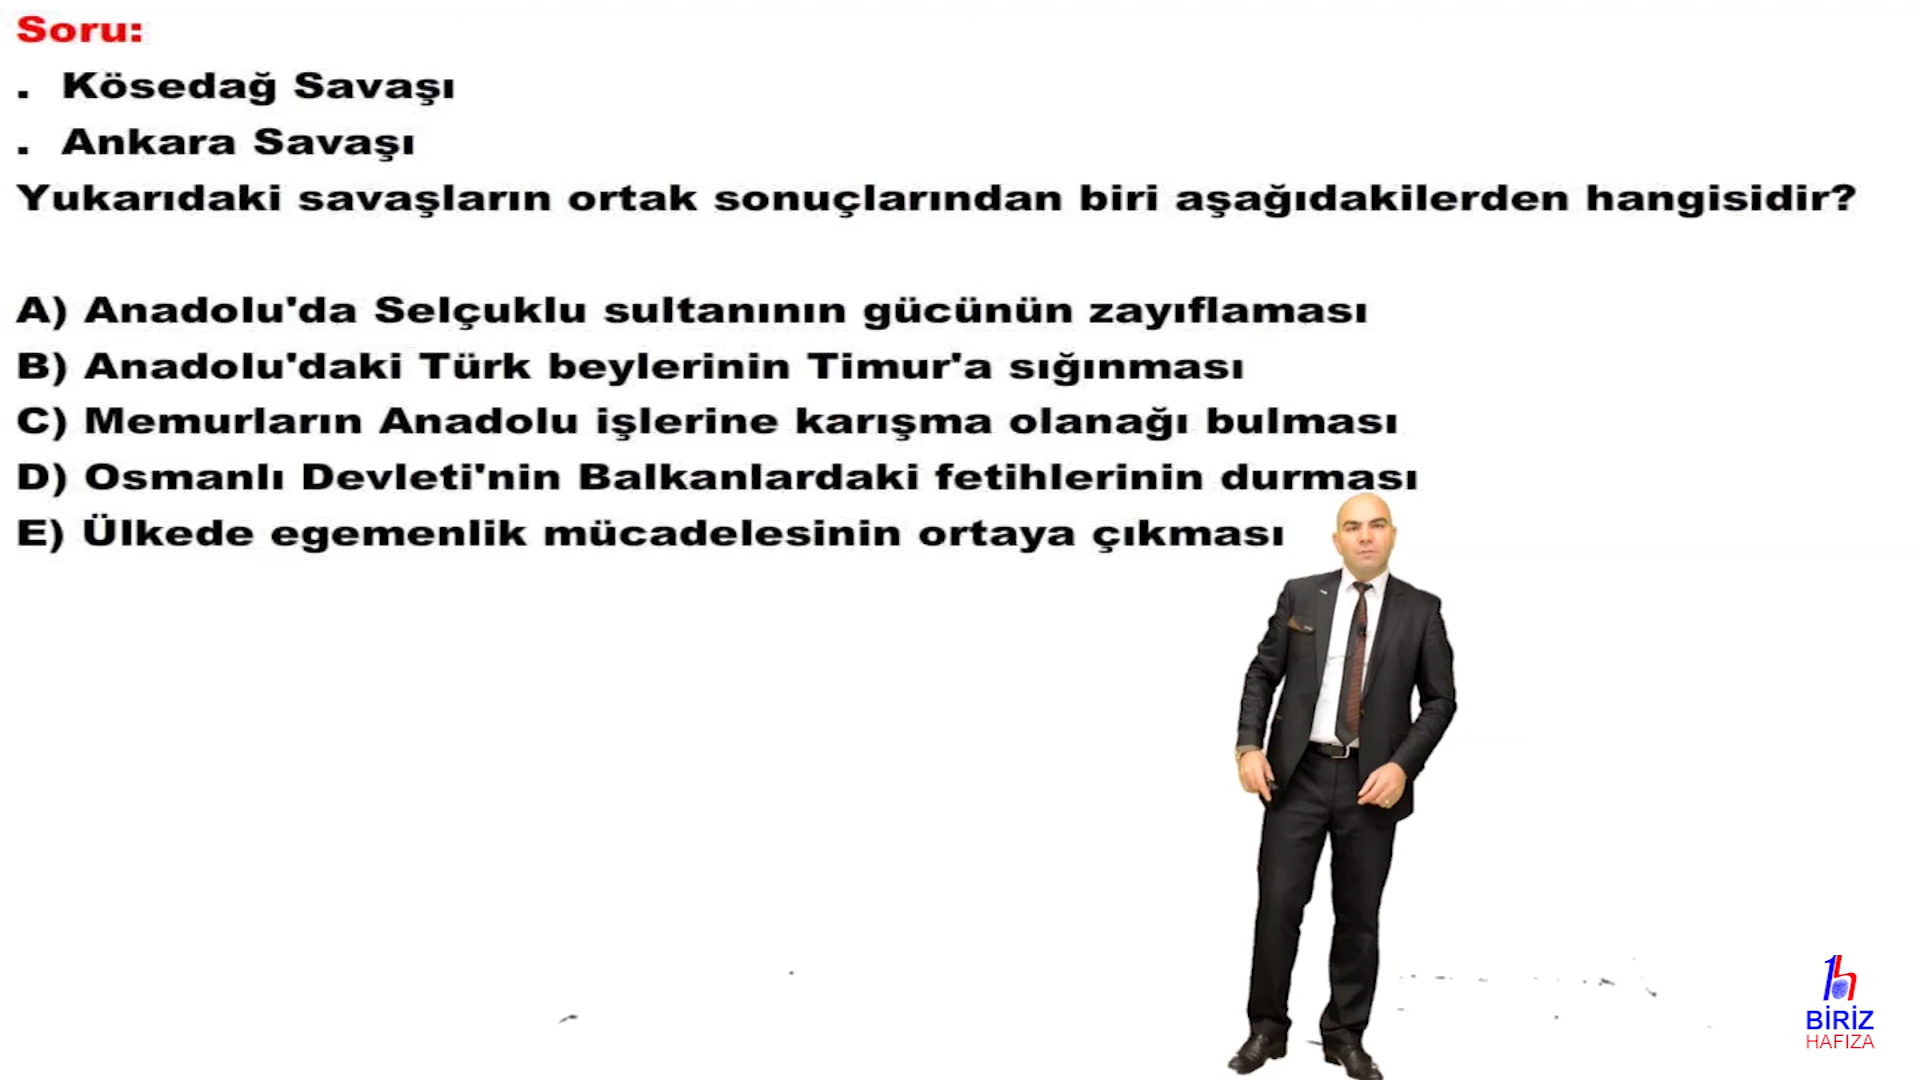 Soru:
. Kösedağ Savaşı
. Ankara Savaşı
Yukarıdaki savaşların ortak sonuçlarından biri aşağıdakilerden hangisidir?
A) Anadolu'da Selçuklu sultanının gücünün zayıflaması
B) Anadolu'daki Türk beylerinin Timur'a sığınması
C) Memurların Anadolu işlerine karışma olanağı bulması
D) Osmanlı Devleti'nin Balkanlardaki fetihlerinin durması
E) Ülkede egemenlik mücadelesinin ortaya çıkması
BİRİZ
HAFIZA